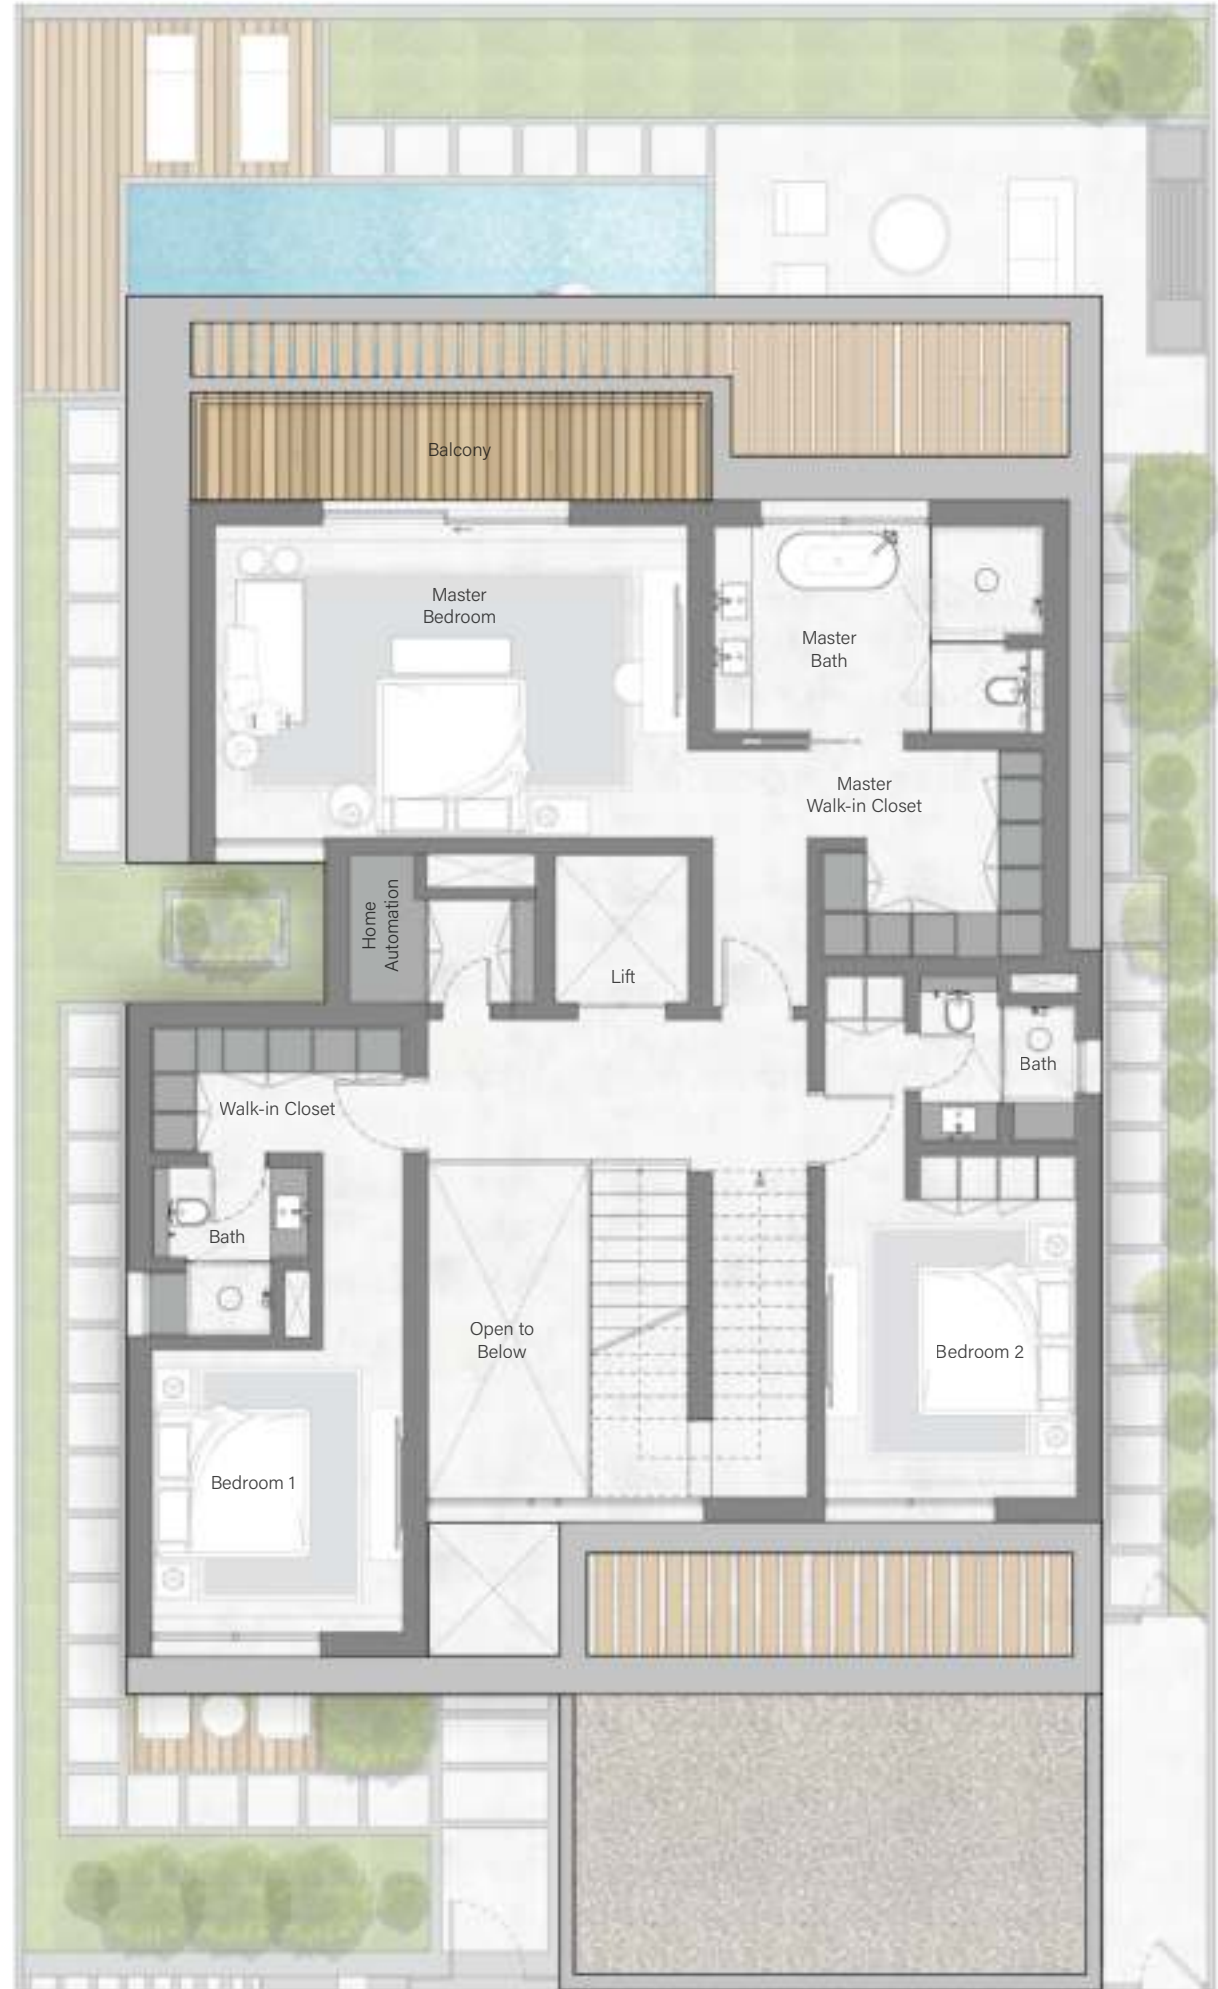 Balcony
Master
Bedroom
Master
Bath
Master
Walk-in Closet
Home
Automation
Lift
Bath
Walk-in Closet
Bath
Open to
Below
Bedroom 2
Bedroom 1